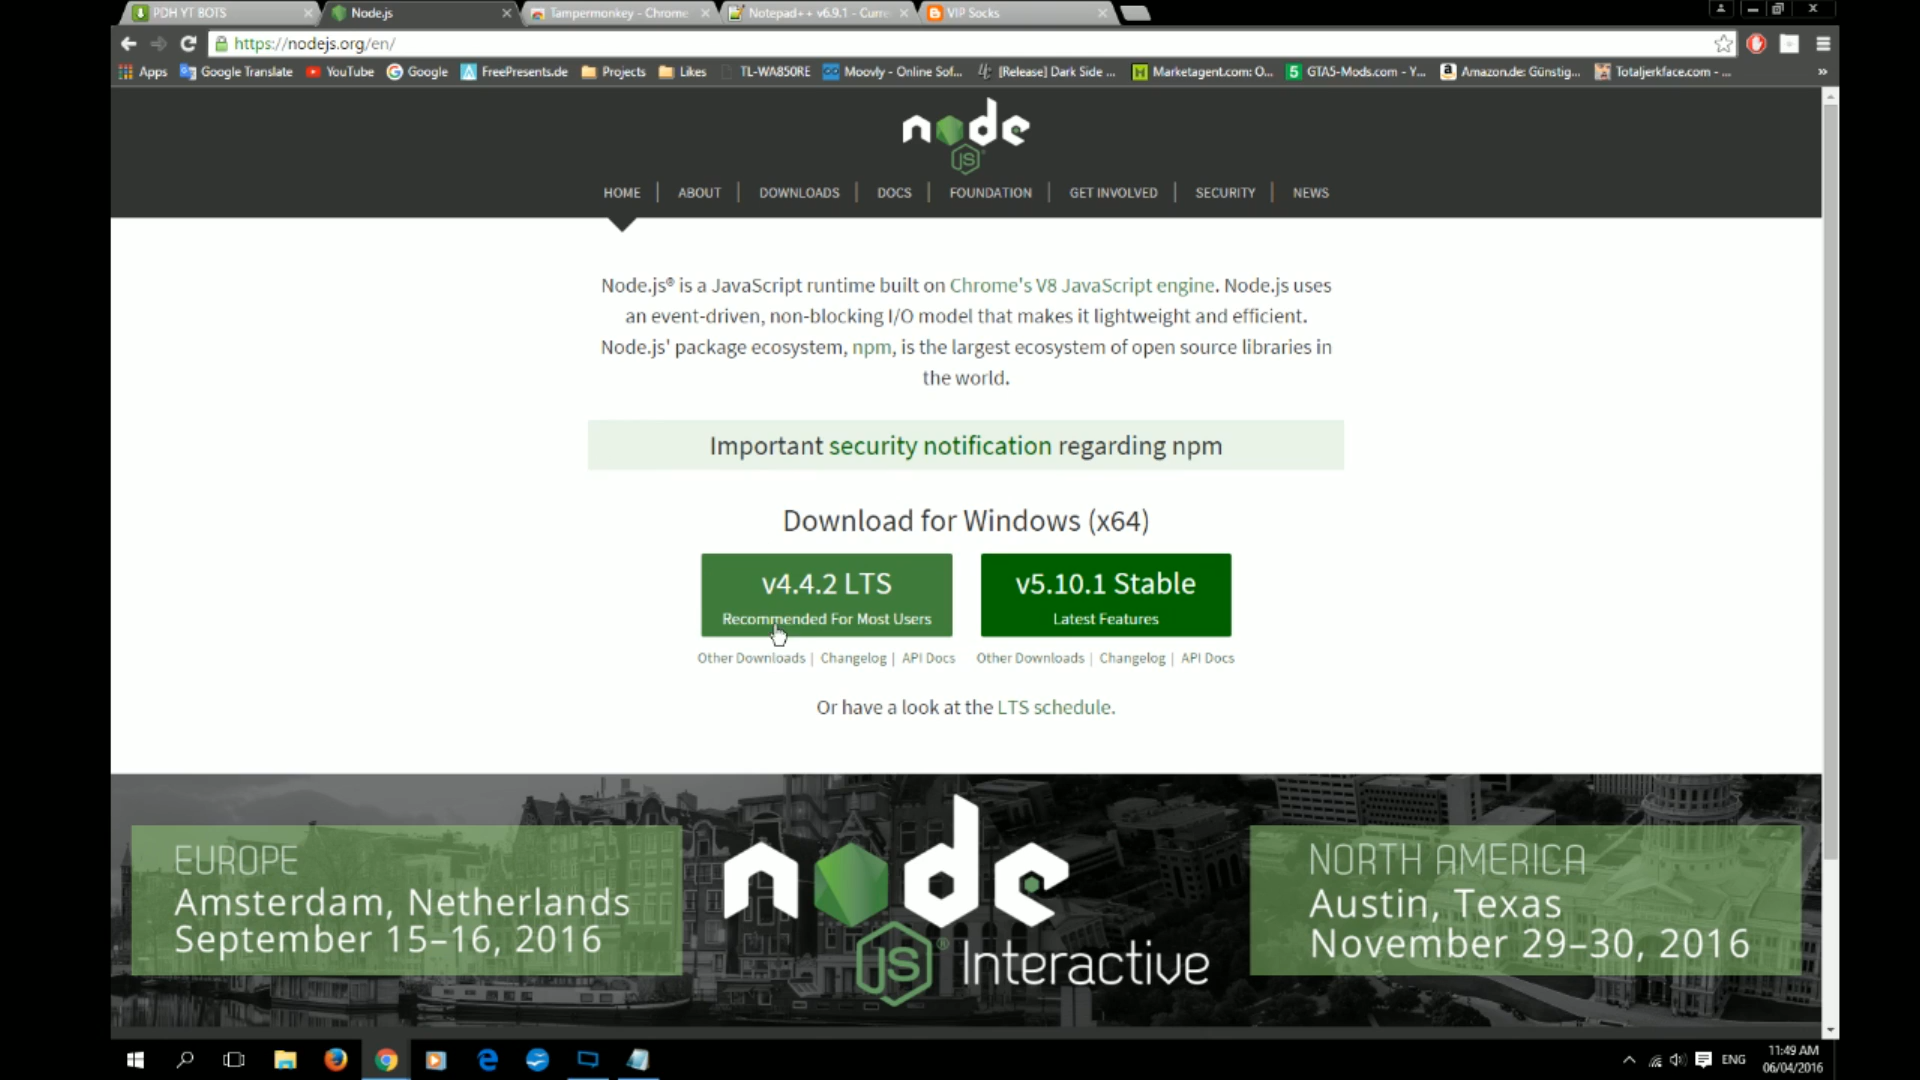 PDH YT BOTS
Node.js
Tampermonkey - Chrome
Notepad++ v6.9.1 - Curre
VIP Socks
https://nodejs.org/en/
Apps
Google Translate
YouTube
Google
FreePresents.de
Projects
Likes
TL-WA850RE
Moovly - Online Sof...
[Release] Dark Side ...
Marketagent.com: O...
GTA5-Mods.com - Y...
Amazon.de: Günstig...
Totaljerkface.com - ...
»
node
JS
HOME
ABOUT
DOWNLOADS
DOCS
FOUNDATION
GET INVOLVED
SECURITY
NEWS
Node.js® is a JavaScript runtime built on Chrome's V8 JavaScript engine. Node.js uses
an event-driven, non-blocking I/O model that makes it lightweight and efficient.
Node.js' package ecosystem, npm, is the largest ecosystem of open source libraries in
the world.
Important security notification regarding npm
Download for Windows (x64)
v4.4.2 LTS
Recommended For Most Users
v5.10.1 Stable
Latest Features
Other Downloads | Changelog | API Docs
Other Downloads | Changelog | API Docs
Or have a look at the LTS schedule.
EUROPE
Amsterdam, Netherlands
September 15–16, 2016
node
JS® Interactive
NORTH AMERICA
Austin, Texas
November 29–30, 2016
ENG
11:49 AM
06/04/2016